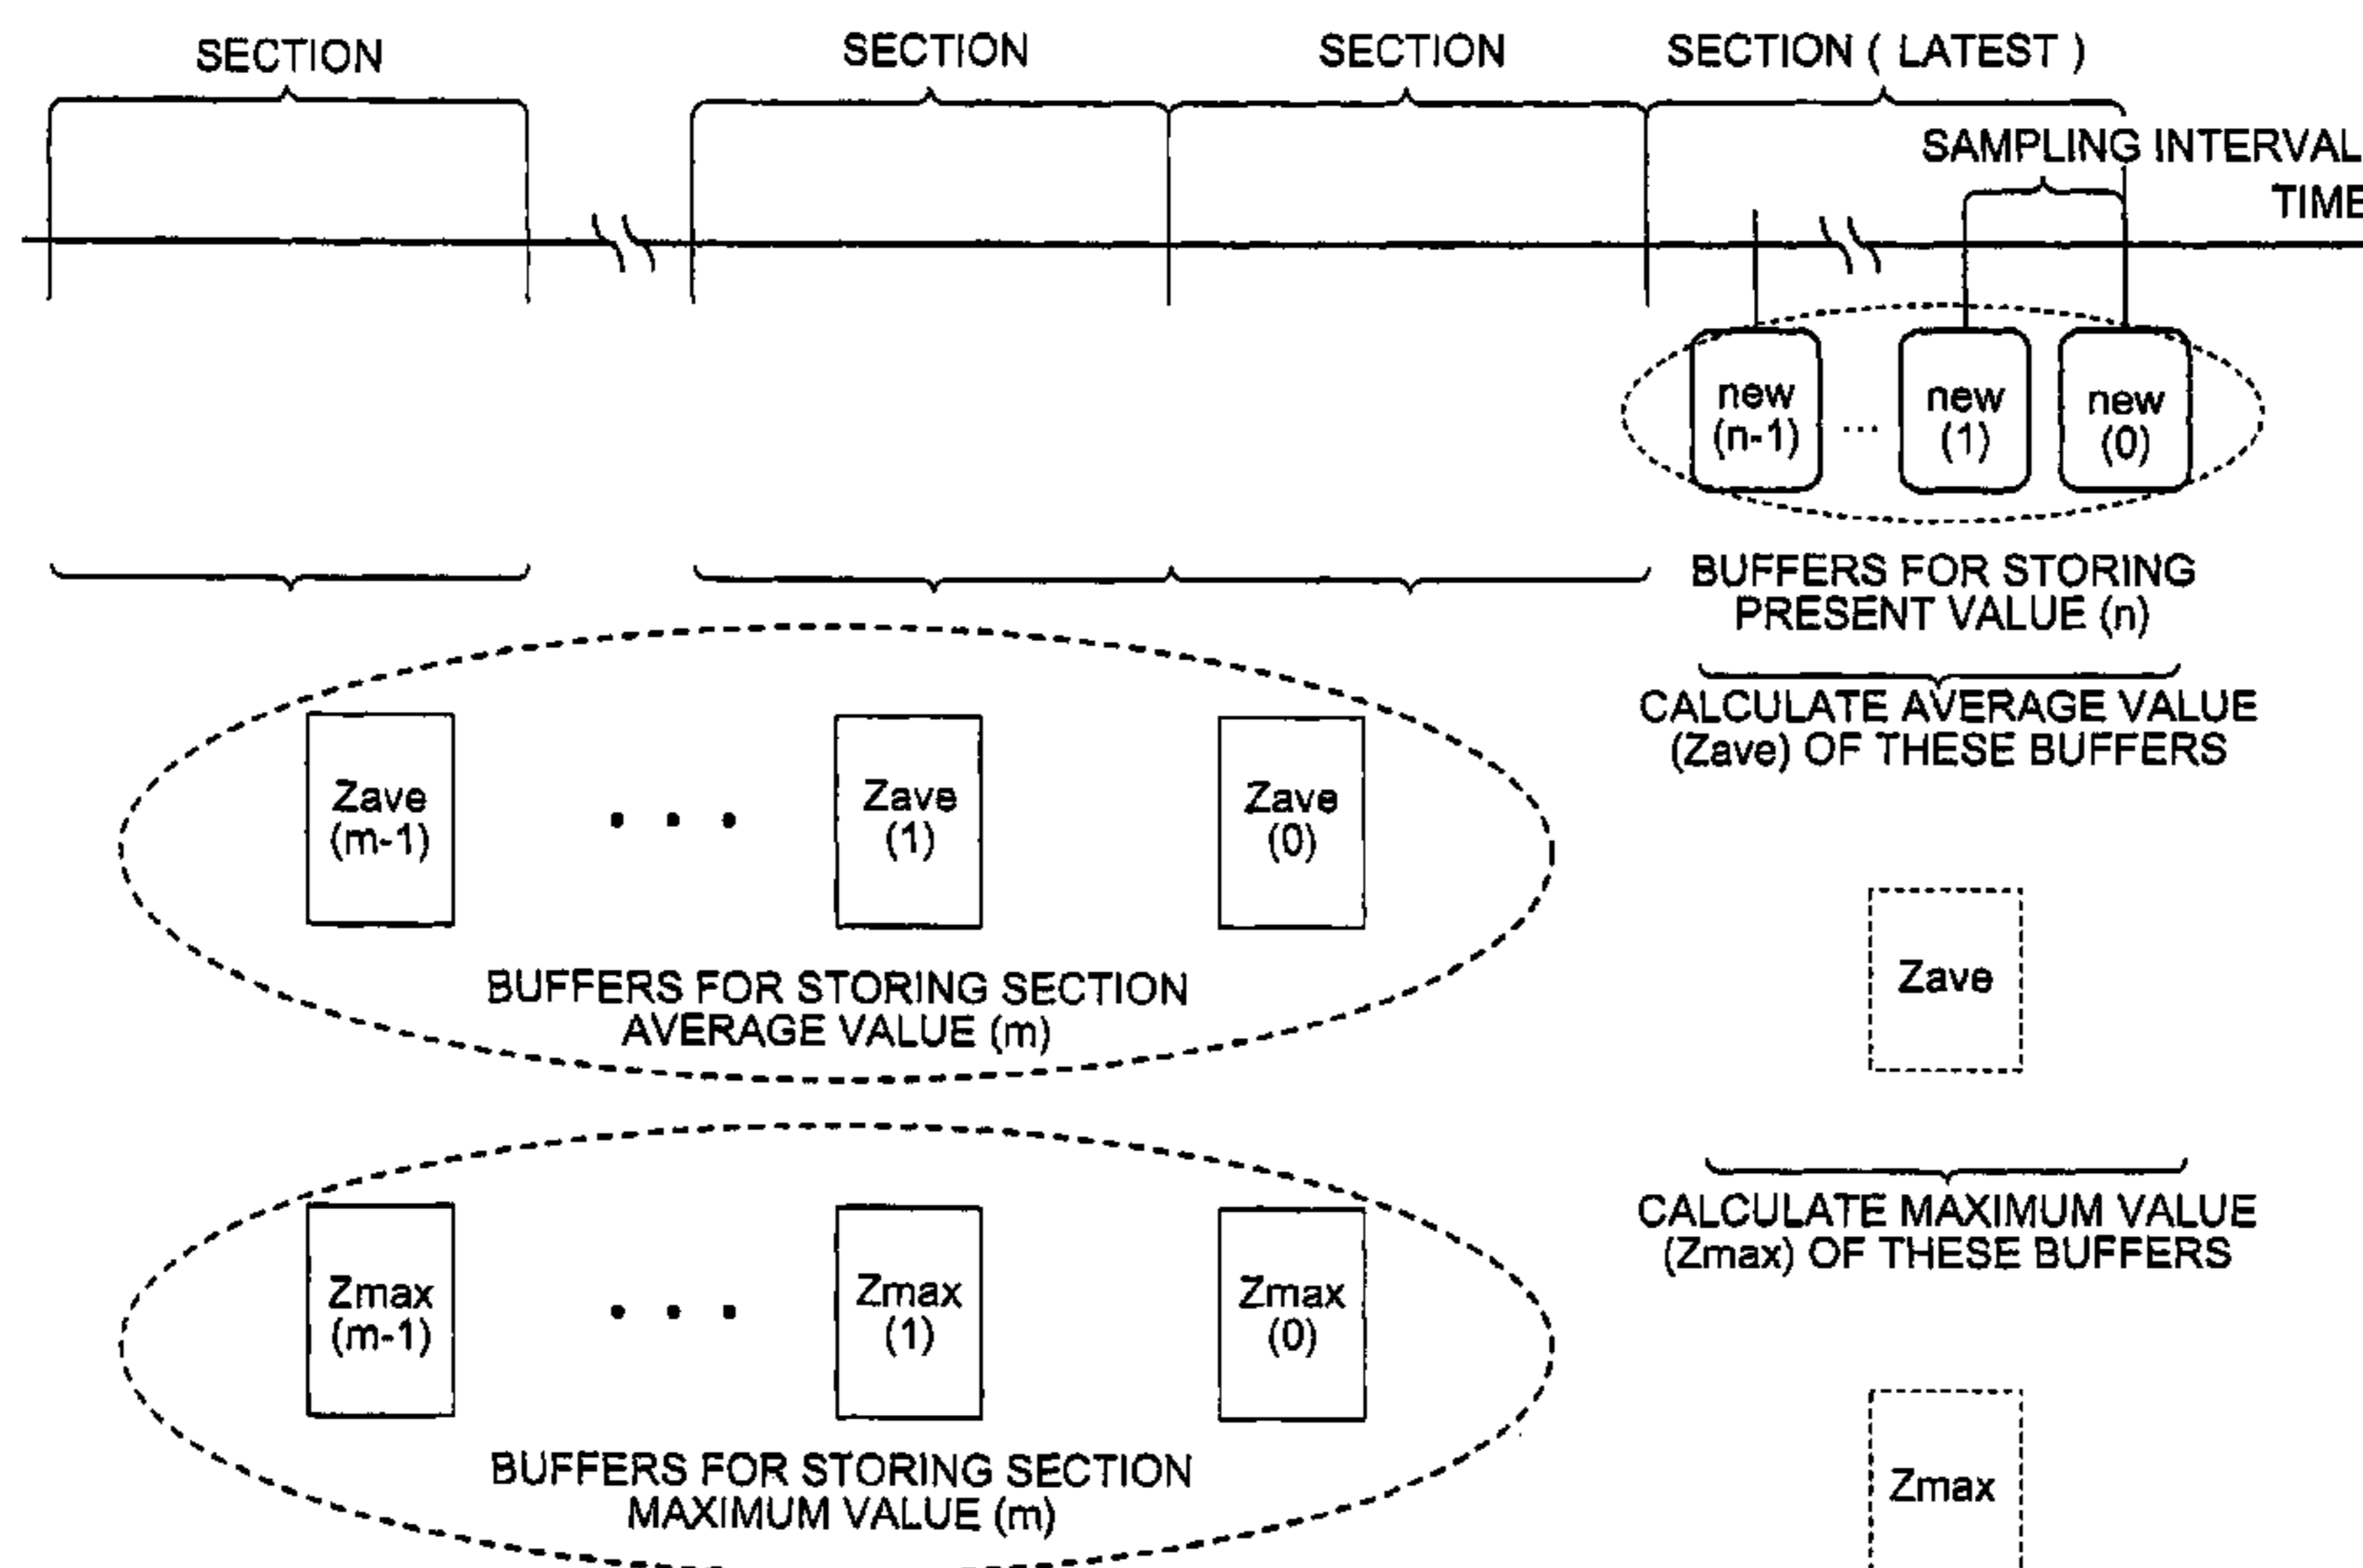 SECTION
SECTION
SECTION
SECTION ( LATEST )
SAMPLING INTERVAL
TIME
new
(n-1)
...
new
(1)
new
(0)
BUFFERS FOR STORING
PRESENT VALUE (n)
CALCULATE AVERAGE VALUE
(Zave) OF THESE BUFFERS
Zave
(m-1)
Zave
(1)
Zave
(0)
BUFFERS FOR STORING SECTION
AVERAGE VALUE (m)
Zave
CALCULATE MAXIMUM VALUE
(Zmax) OF THESE BUFFERS
Zmax
(m-1)
Zmax
(1)
Zmax
(0)
BUFFERS FOR STORING SECTION
MAXIMUM VALUE (m)
Zmax